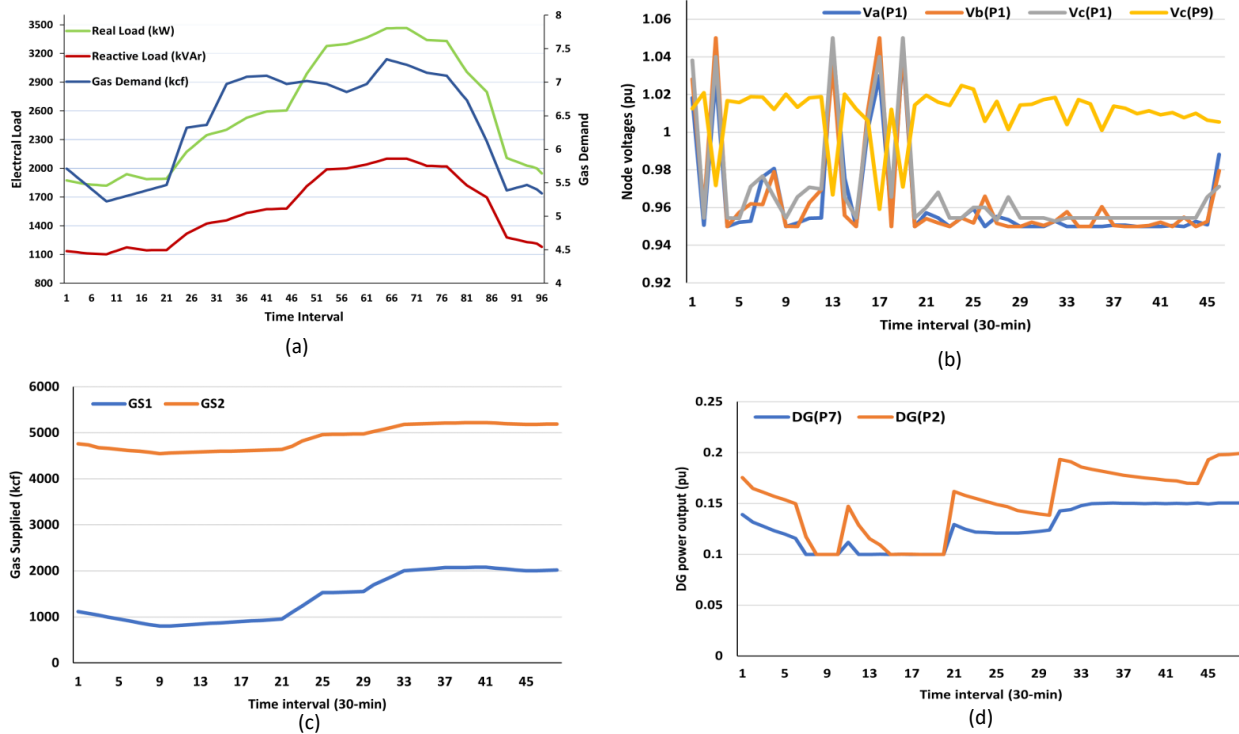 3500
3200
2900
2600
2300
2000
1700
1400
1100
800
Electrcal Load
Real Load (kW)
Reactive Load (kVAr)
Gas Demand (kcf)
8
7.5
7
6.5
6
5.5
5
4.5
4
Gas Demand
1 6 11 16 21 26 31 36 41 46 51 56 61 66 71 76 81 86 91 96
Time Interval
(a)
Va(P1) Vb(P1) Vc(P1) Vc(P9)
1.06
1.04
1.02
1
0.98
0.96
0.94
0.92
Node voltages (pu)
1 5 9 13 17 21 25 29 33 37 41 45
Time interval (30-min)
(b)
GS1 GS2
6000
5000
4000
3000
2000
1000
0
Gas Supplied (kcf)
1 5 9 13 17 21 25 29 33 37 41 45
Time interval (30-min)
(c)
DG(P7) DG(P2)
0.25
0.2
0.15
0.1
0.05
0
DG power output (pu)
1 5 9 13 17 21 25 29 33 37 41 45
Time interval (30-min)
(d)